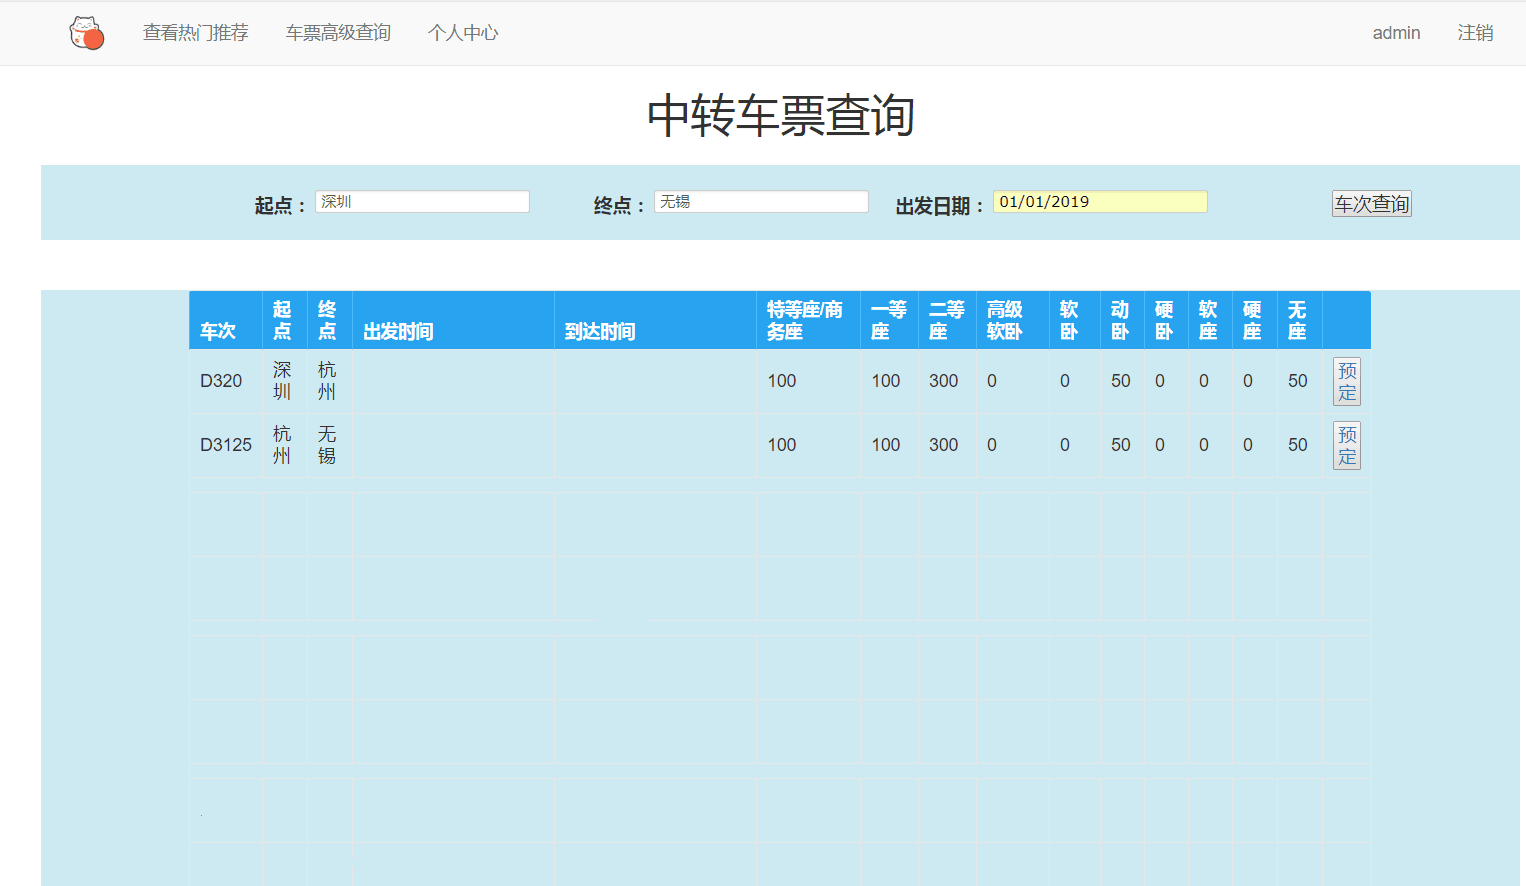 查看热门推荐 车票高级查询 个人中心 admin 注销
中转车票查询
起点： 深圳 终点： 无锡 出发日期： 01/01/2019 车次查询
车次 起点 终点 出发时间 到达时间 特等座/商务座 一等座 二等座 高级软卧 软卧 动卧 硬卧 软座 硬座 无座
D320 深圳 杭州 100 100 300 0 0 50 0 0 0 50 预定
D3125 杭州 无锡 100 100 300 0 0 50 0 0 0 50 预定